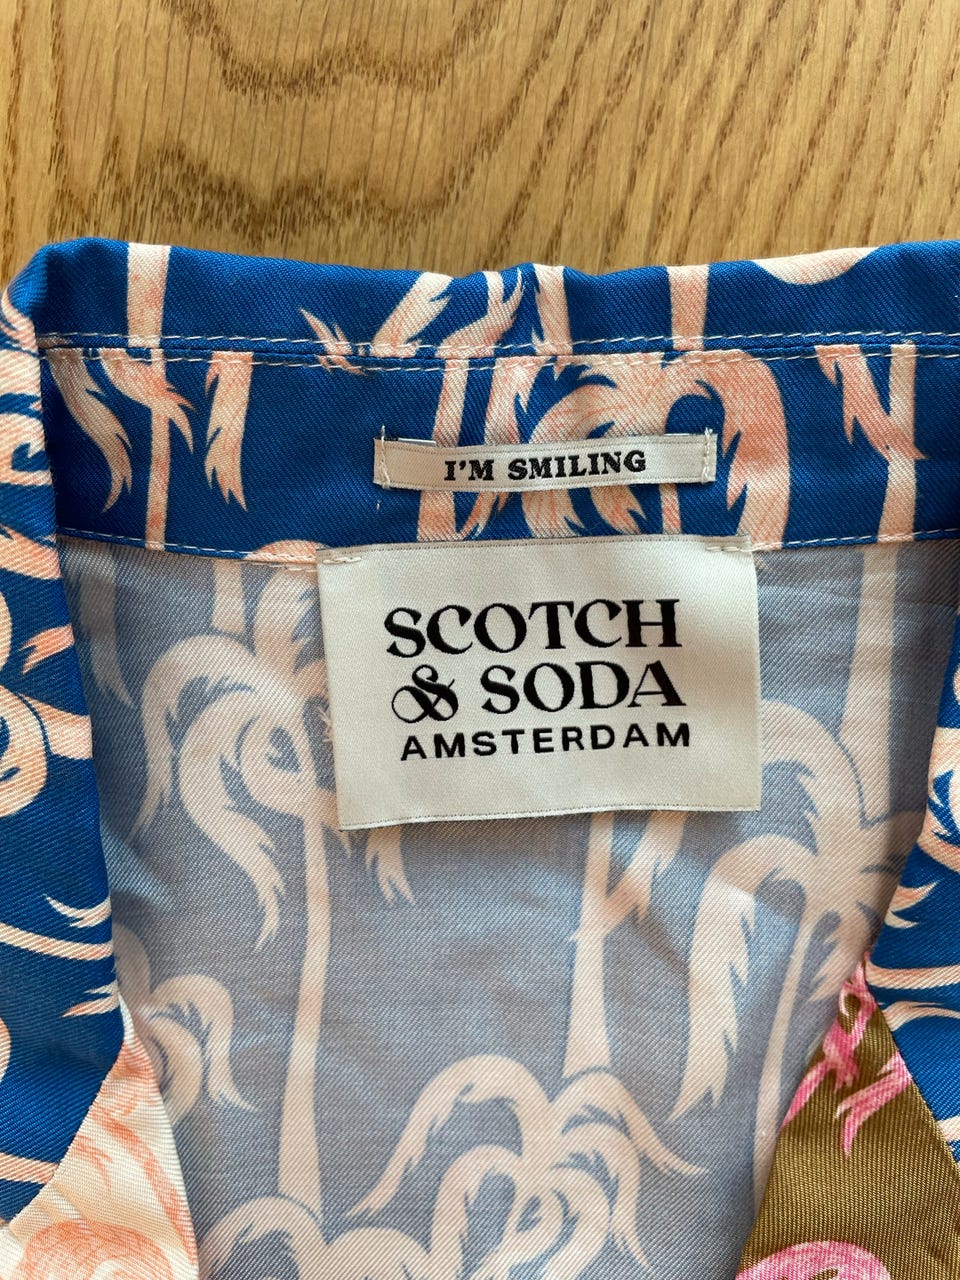 I'M SMILING
SCOTCH
& SODA
AMSTERDAM